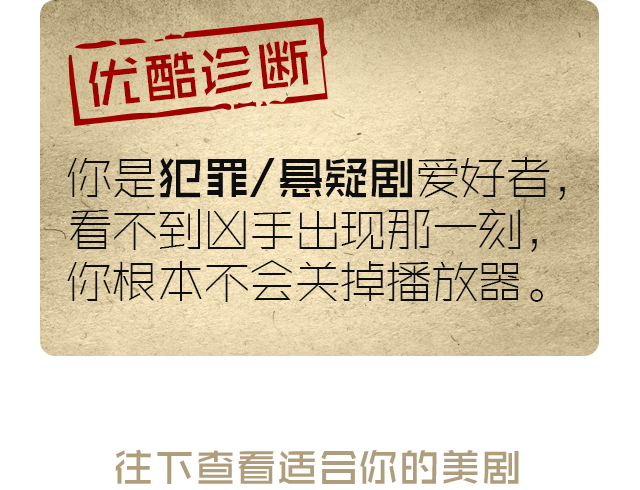 优酷诊断
你是犯罪/悬疑剧爱好者，
看不到凶手出现那一刻，
你根本不会关掉播放器。
往下查看适合你的美剧